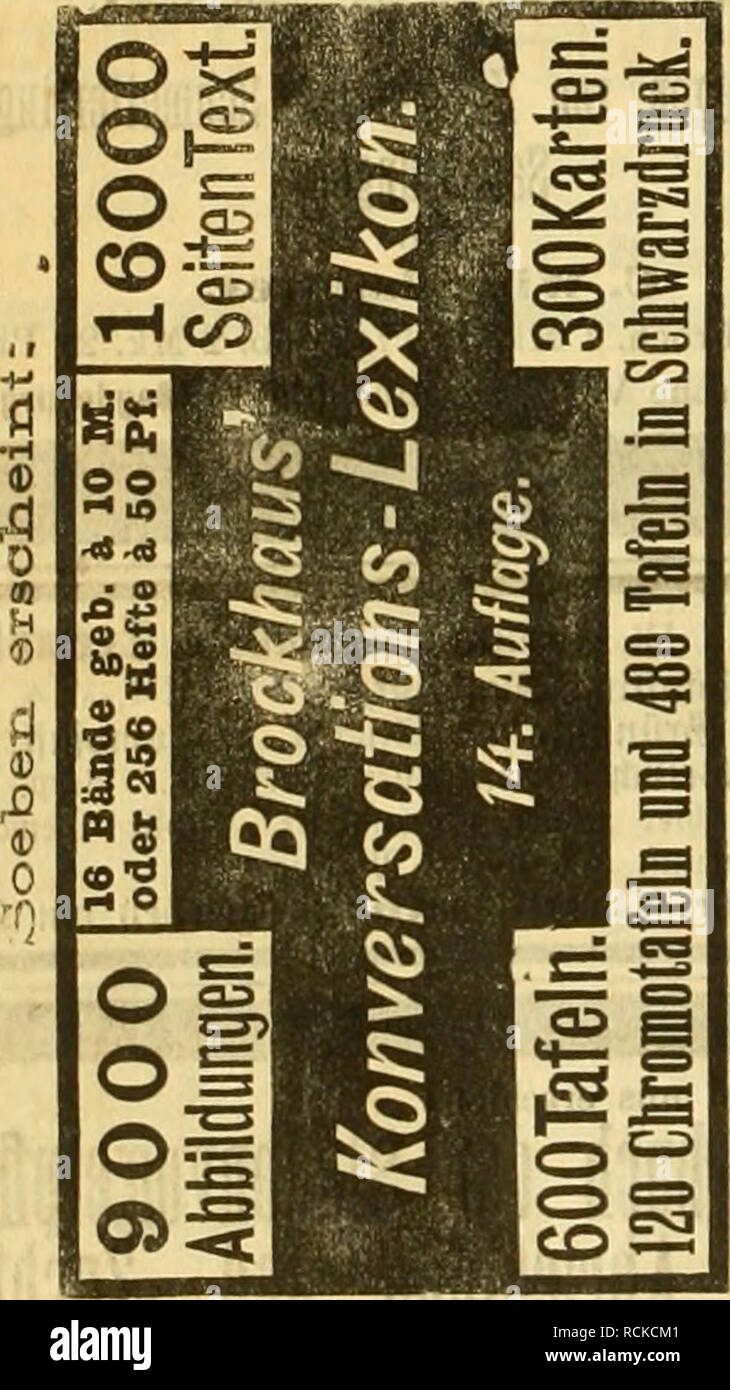 Soeben erscheint:
9000
Abbildungen.
16 Bände geb. à 10 M.
oder 256 Hefte à 50 Pf.
16000
Seiten Text.
Brockhaus'
Konversations-Lexikon.
14. Auflage.
600 Tafeln.
300 Karten.
120 Chromotafeln und 480 Tafeln in Schwarzdruck.
alamy
Image ID: RCKCM1
www.alamy.com